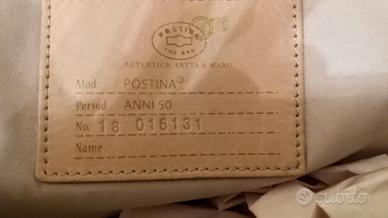 POSTINA
THE BAG
AUTENTICA, FATTA A MANO.
Mod POSTINA®
Period ANNI 50
No. 18 016131
Name
subito